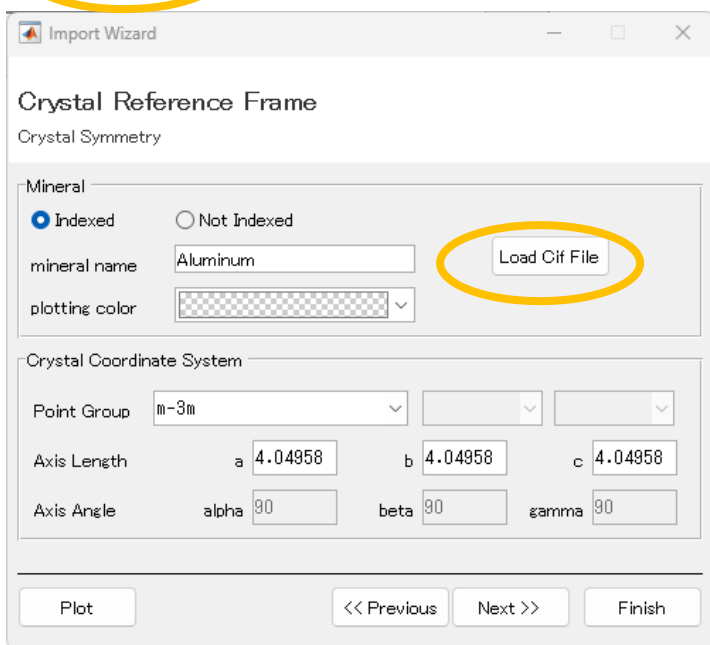 Import Wizard
Crystal Reference Frame
Crystal Symmetry
Mineral
Indexed Not Indexed
mineral name Aluminum Load Cif File
plotting color
Crystal Coordinate System
Point Group m-3m
Axis Length a 4.04958 b 4.04958 c 4.04958
Axis Angle alpha 90 beta 90 gamma 90
Plot << Previous Next >> Finish